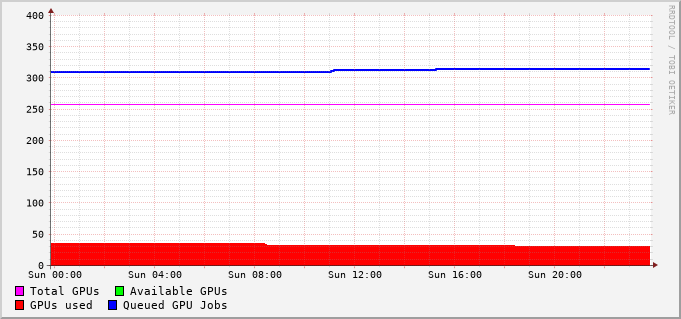 400
350
300
250
200
150
100
50
0
Sun 00:00 Sun 04:00 Sun 08:00 Sun 12:00 Sun 16:00 Sun 20:00
Total GPUs Available GPUs
GPUs used Queued GPU Jobs
RRDTOOL / TOBI OETIKER